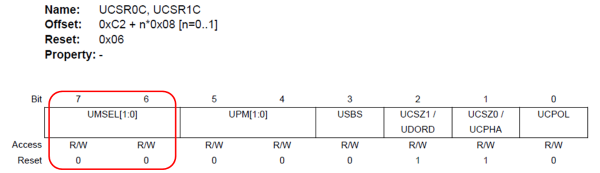 Name: UCSR0C, UCSR1C
Offset: 0xC2 + n*0x08 [n=0..1]
Reset: 0x06
Property: -
Bit 7 6 5 4 3 2 1 0
UMSEL[1:0] UPM[1:0] USBS UCSZ1 / UCSZ0 / UCPOL
UDORD UCPHA
Access R/W R/W R/W R/W R/W R/W R/W R/W
Reset 0 0 0 0 0 1 1 0